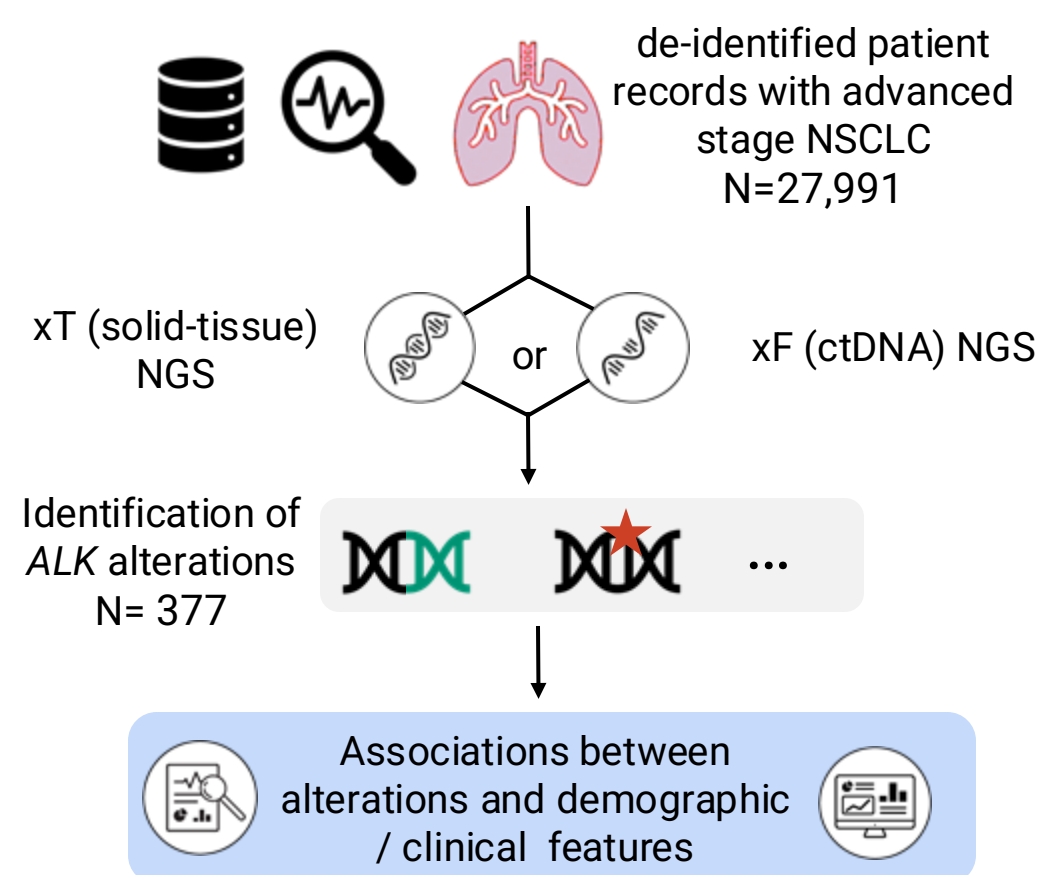 de-identified patient
records with advanced
stage NSCLC
N=27,991
xT (solid-tissue)
NGS
or
xF (ctDNA) NGS
Identification of
ALK alterations
N= 377
...
Associations between
alterations and demographic
/ clinical features